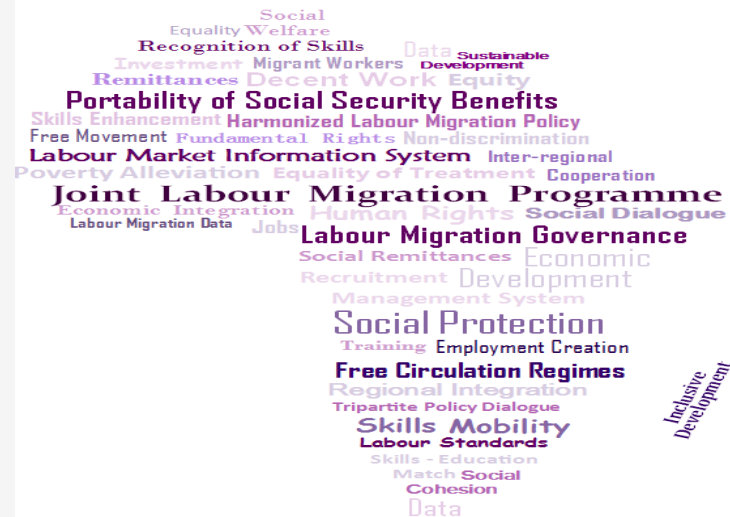 Social
Equality Welfare
Recognition of Skills Data Sustainable
Investment Migrant Workers Development
Remittances Decent Work Equity
Portability of Social Security Benefits
Skills Enhancement Harmonized Labour Migration Policy
Free Movement Fundamental Rights Non-discrimination
Labour Market Information System Inter-regional
Poverty Alleviation Equality of Treatment Cooperation
Joint Labour Migration Programme
Economic Integration Human Rights Social Dialogue
Labour Migration Data Jobs Labour Migration Governance
Social Remittances Economic
Recruitment Development
Management System
Social Protection
Training Employment Creation
Free Circulation Regimes
Regional Integration
Inclusive
Development
Tripartite Policy Dialogue
Skills Mobility
Labour Standards
Skills - Education
Match Social
Cohesion
Data